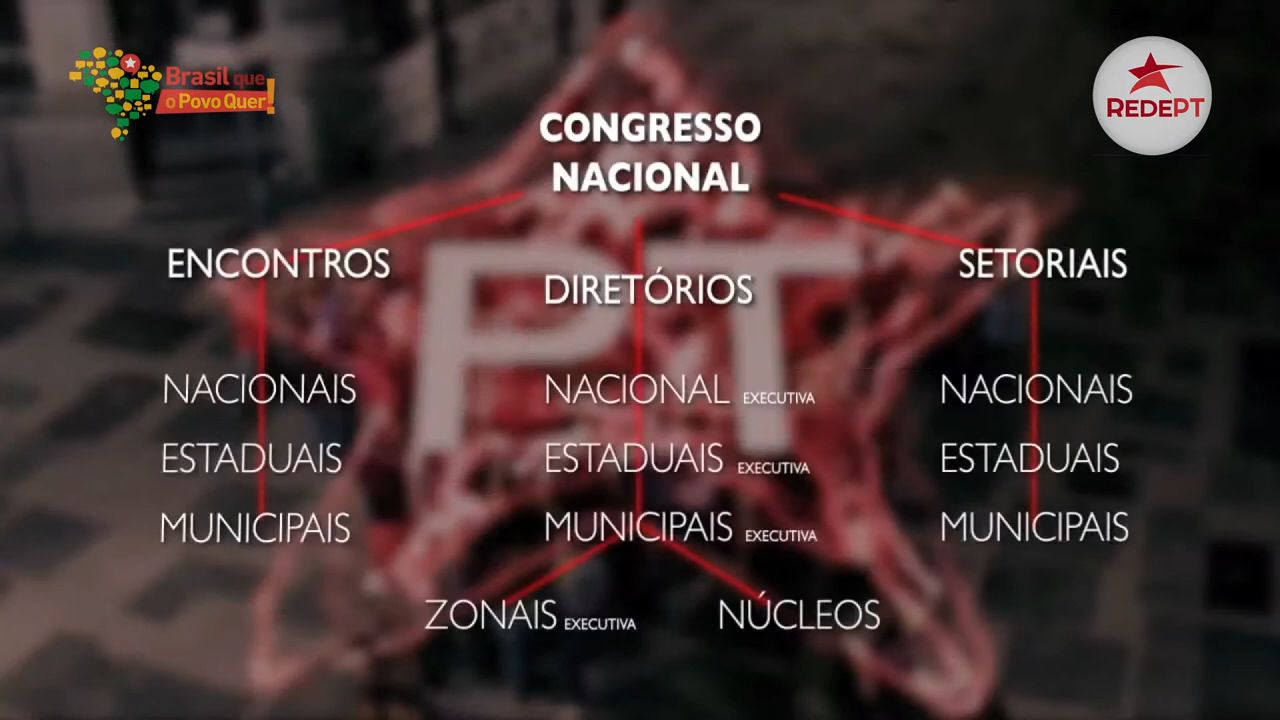 Brasil que
o Povo Quer!
REDEPT
CONGRESSO
NACIONAL
ENCONTROS
DIRETÓRIOS
SETORIAIS
PT
NACIONAIS
NACIONAL EXECUTIVA
NACIONAIS
ESTADUAIS
ESTADUAIS EXECUTIVA
ESTADUAIS
MUNICIPAIS
MUNICIPAIS EXECUTIVA
MUNICIPAIS
ZONAIS EXECUTIVA
NÚCLEOS